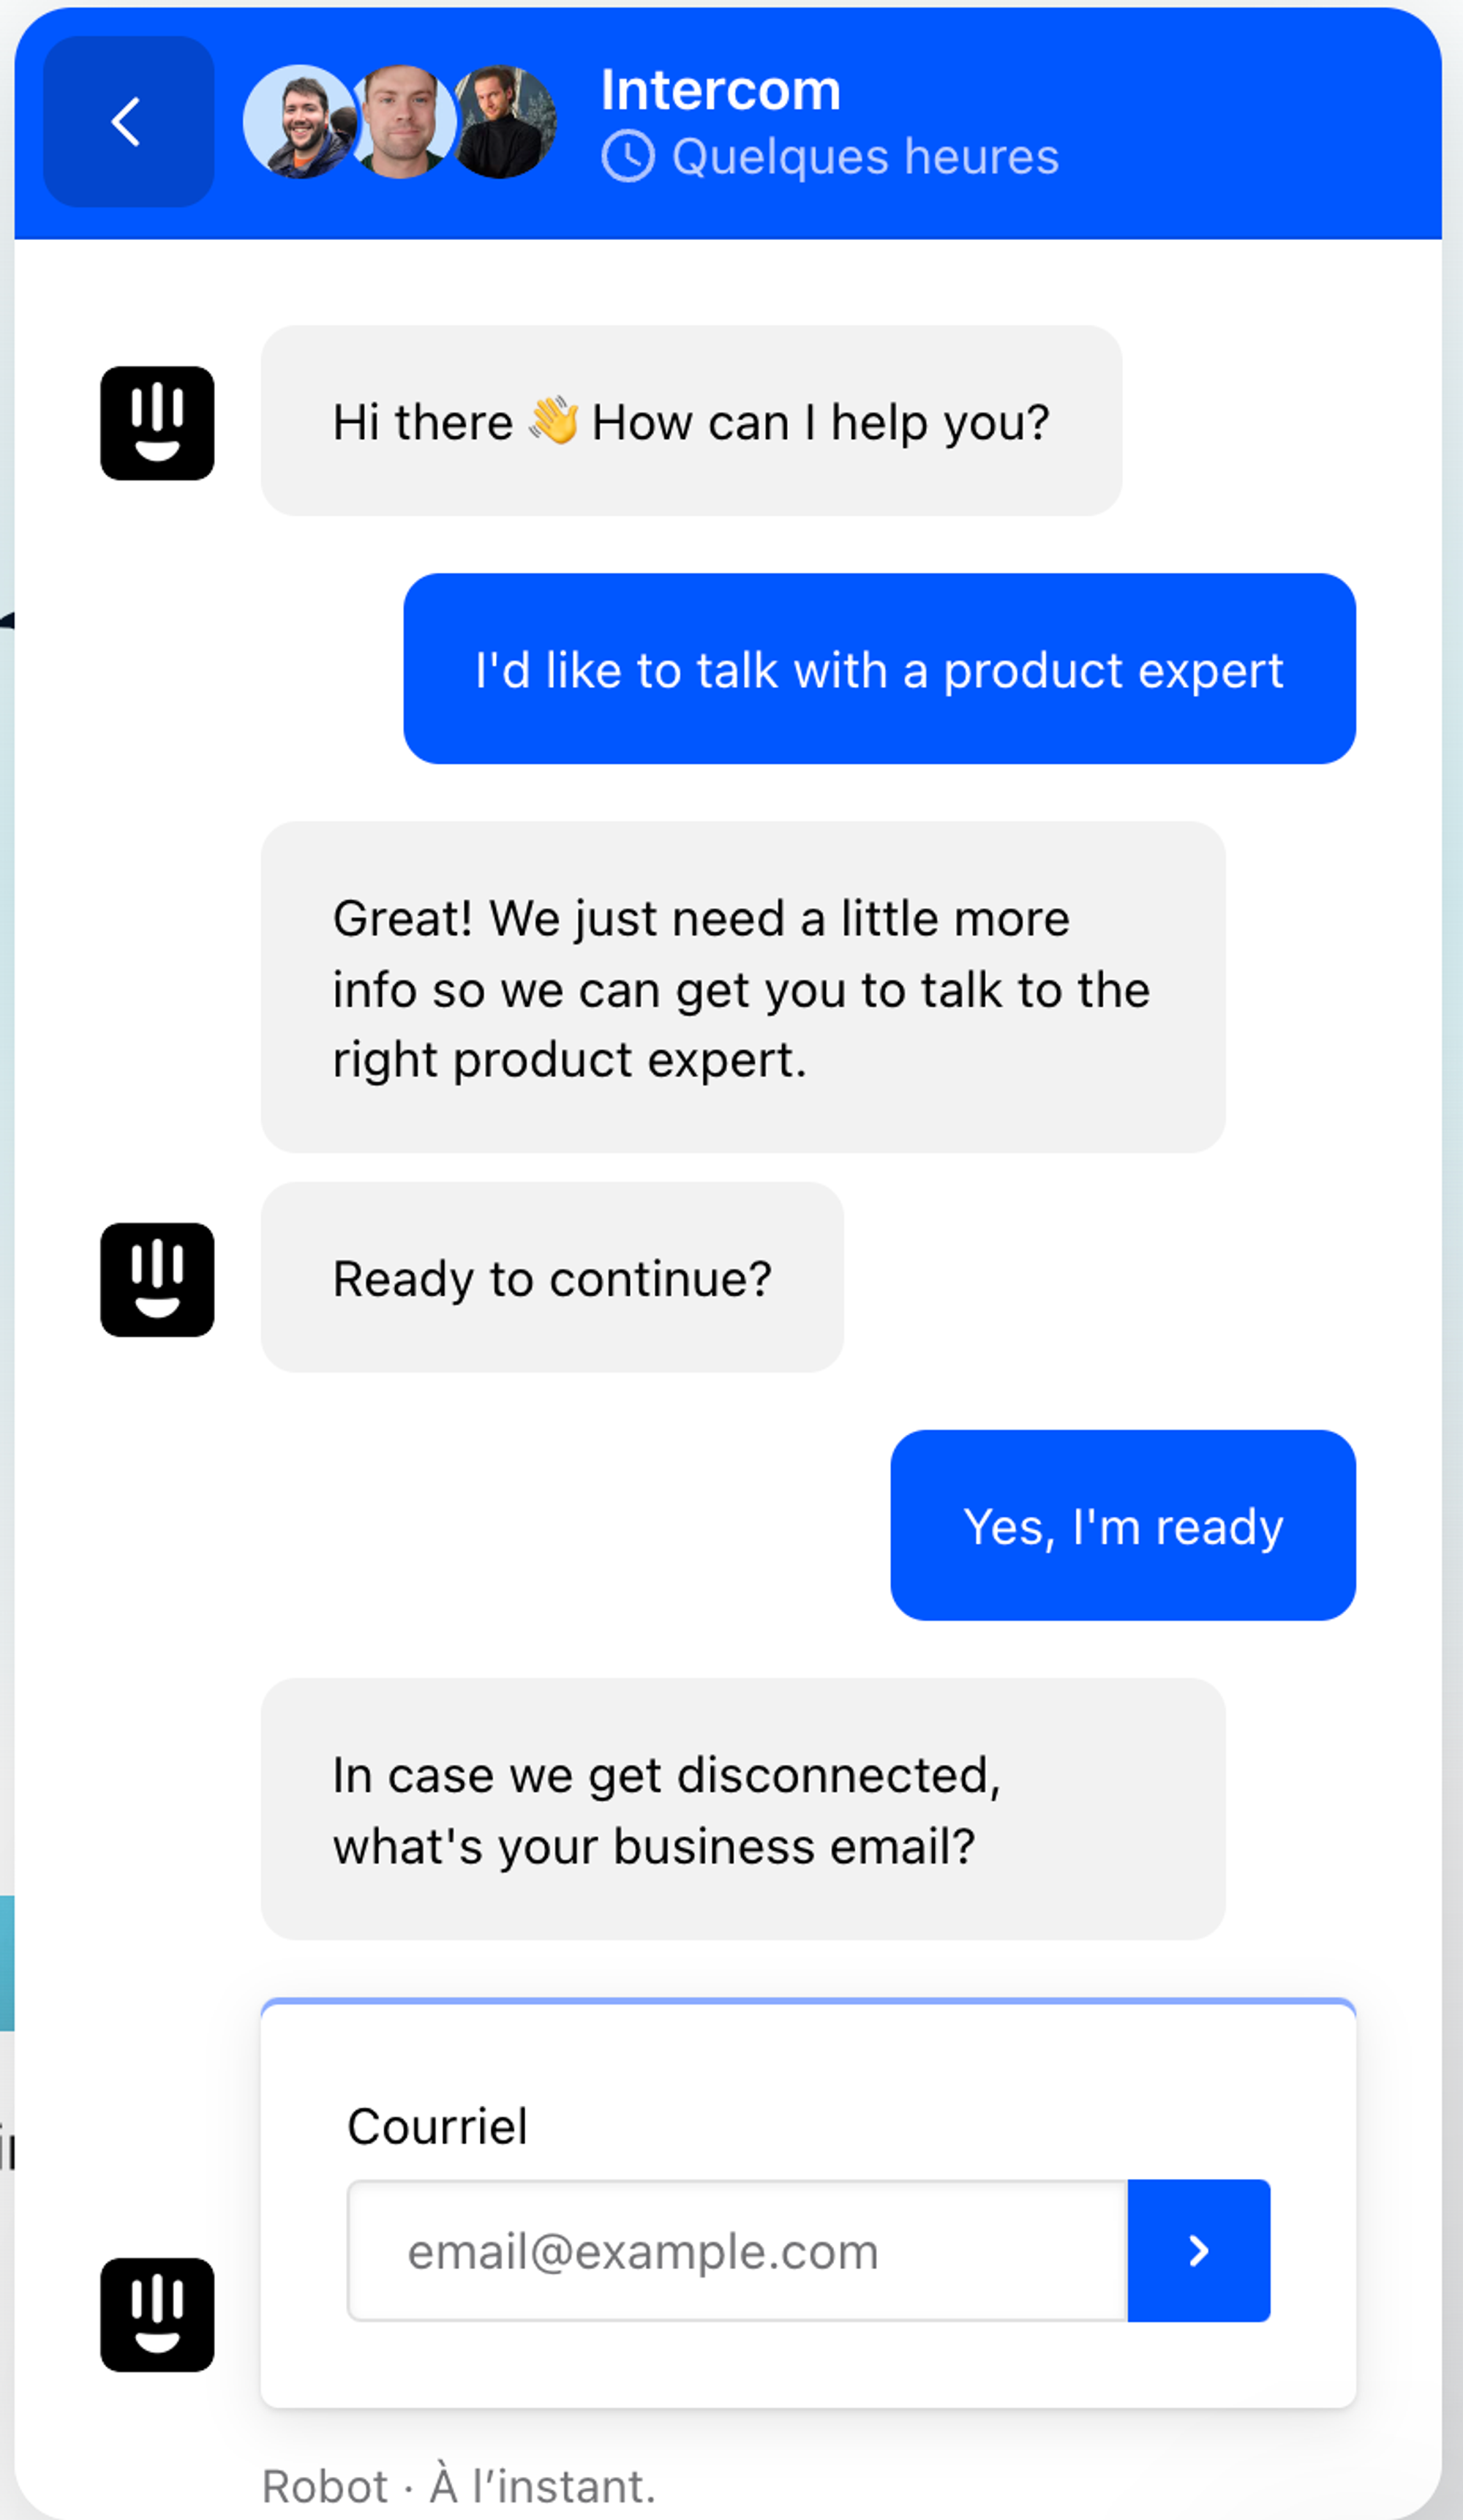 Intercom
Quelques heures
Hi there 👋 How can I help you?
I'd like to talk with a product expert
Great! We just need a little more
info so we can get you to talk to the
right product expert.
Ready to continue?
Yes, I'm ready
In case we get disconnected,
what's your business email?
Courriel
email@example.com
Robot · À l’instant.